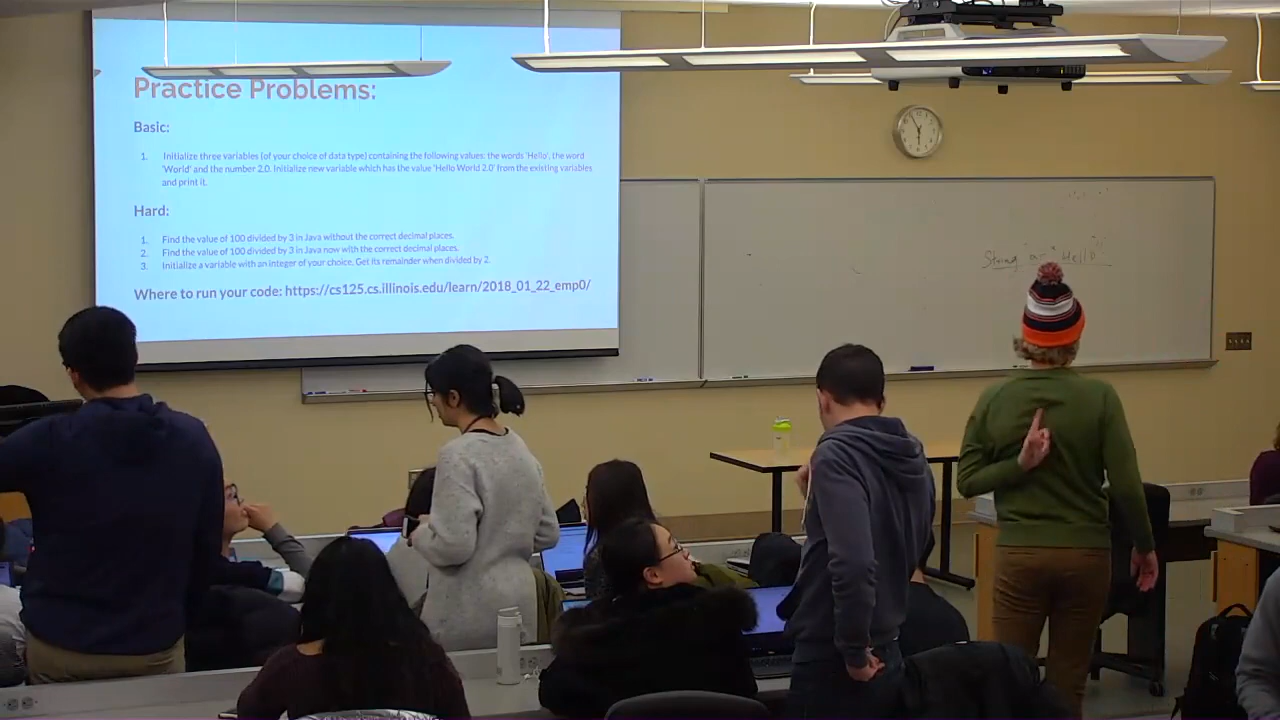 Practice Problems:
Basic:
1. Initialize three variables (of your choice of data type) containing the following values: the words 'Hello', the word
'World' and the number 2.0. Initialize new variable which has the value 'Hello World 2.0' from the existing variables
and print it.
Hard:
1. Find the value of 100 divided by 3 in Java without the correct decimal places.
2. Find the value of 100 divided by 3 in Java now with the correct decimal places.
3. Initialize a variable with an integer of your choice. Get its remainder when divided by 2.
Where to run your code: https://cs125.cs.illinois.edu/learn/2018_01_22_emp0/
String "Hello"